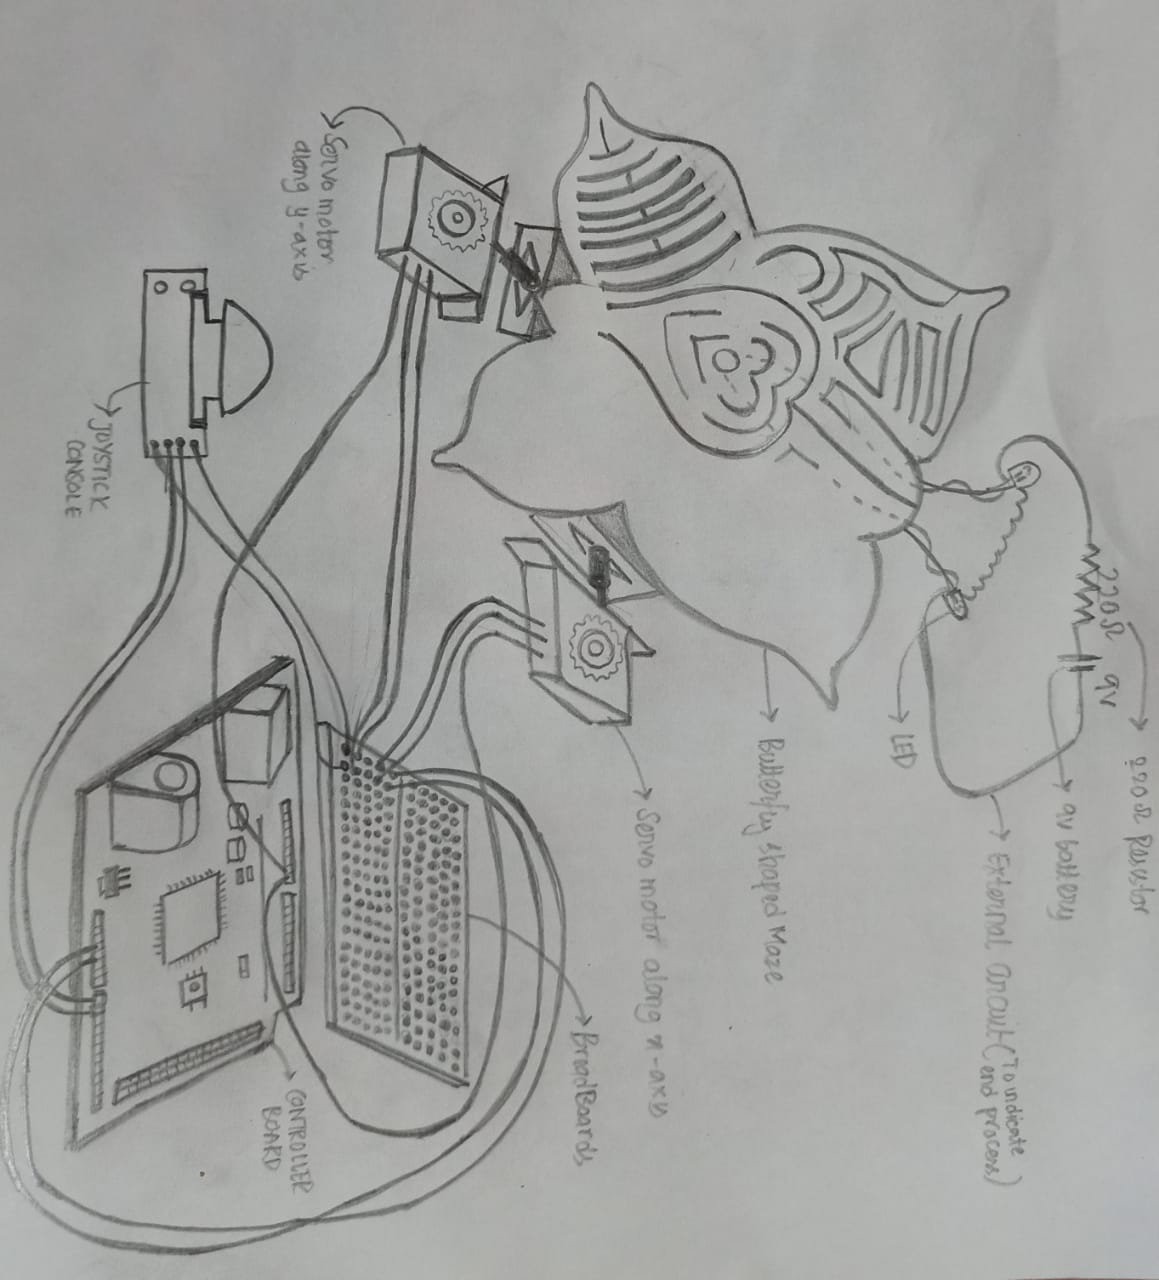 220Ω Resistor
220Ω
9V
9V battery
External circuit (To indicate
end process)
LED
Butterfly shaped Maze
Servo motor along x-axis
BreadBoards
Servo motor
along y-axis
CONTROLLER
BOARD
JOYSTICK
CONSOLE